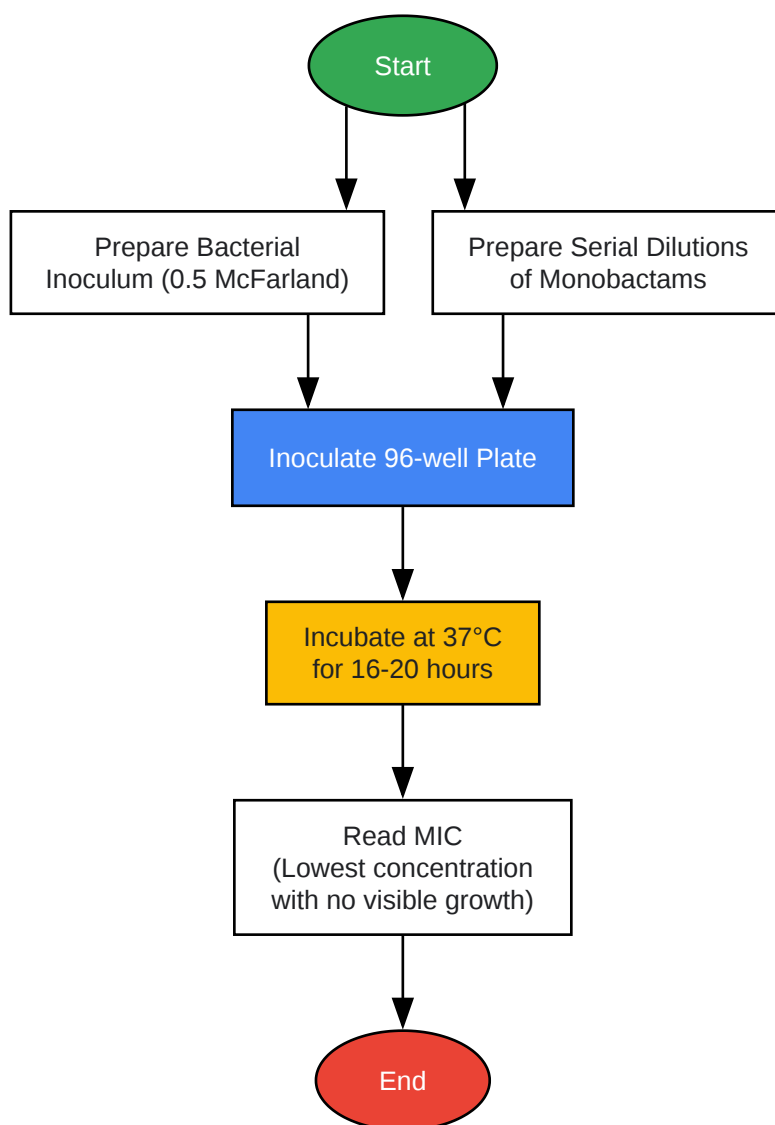 Start
Prepare Bacterial
Inoculum (0.5 McFarland)
Prepare Serial Dilutions
of Monobactams
Inoculate 96-well Plate
Incubate at 37°C
for 16-20 hours
Read MIC
(Lowest concentration
with no visible growth)
End